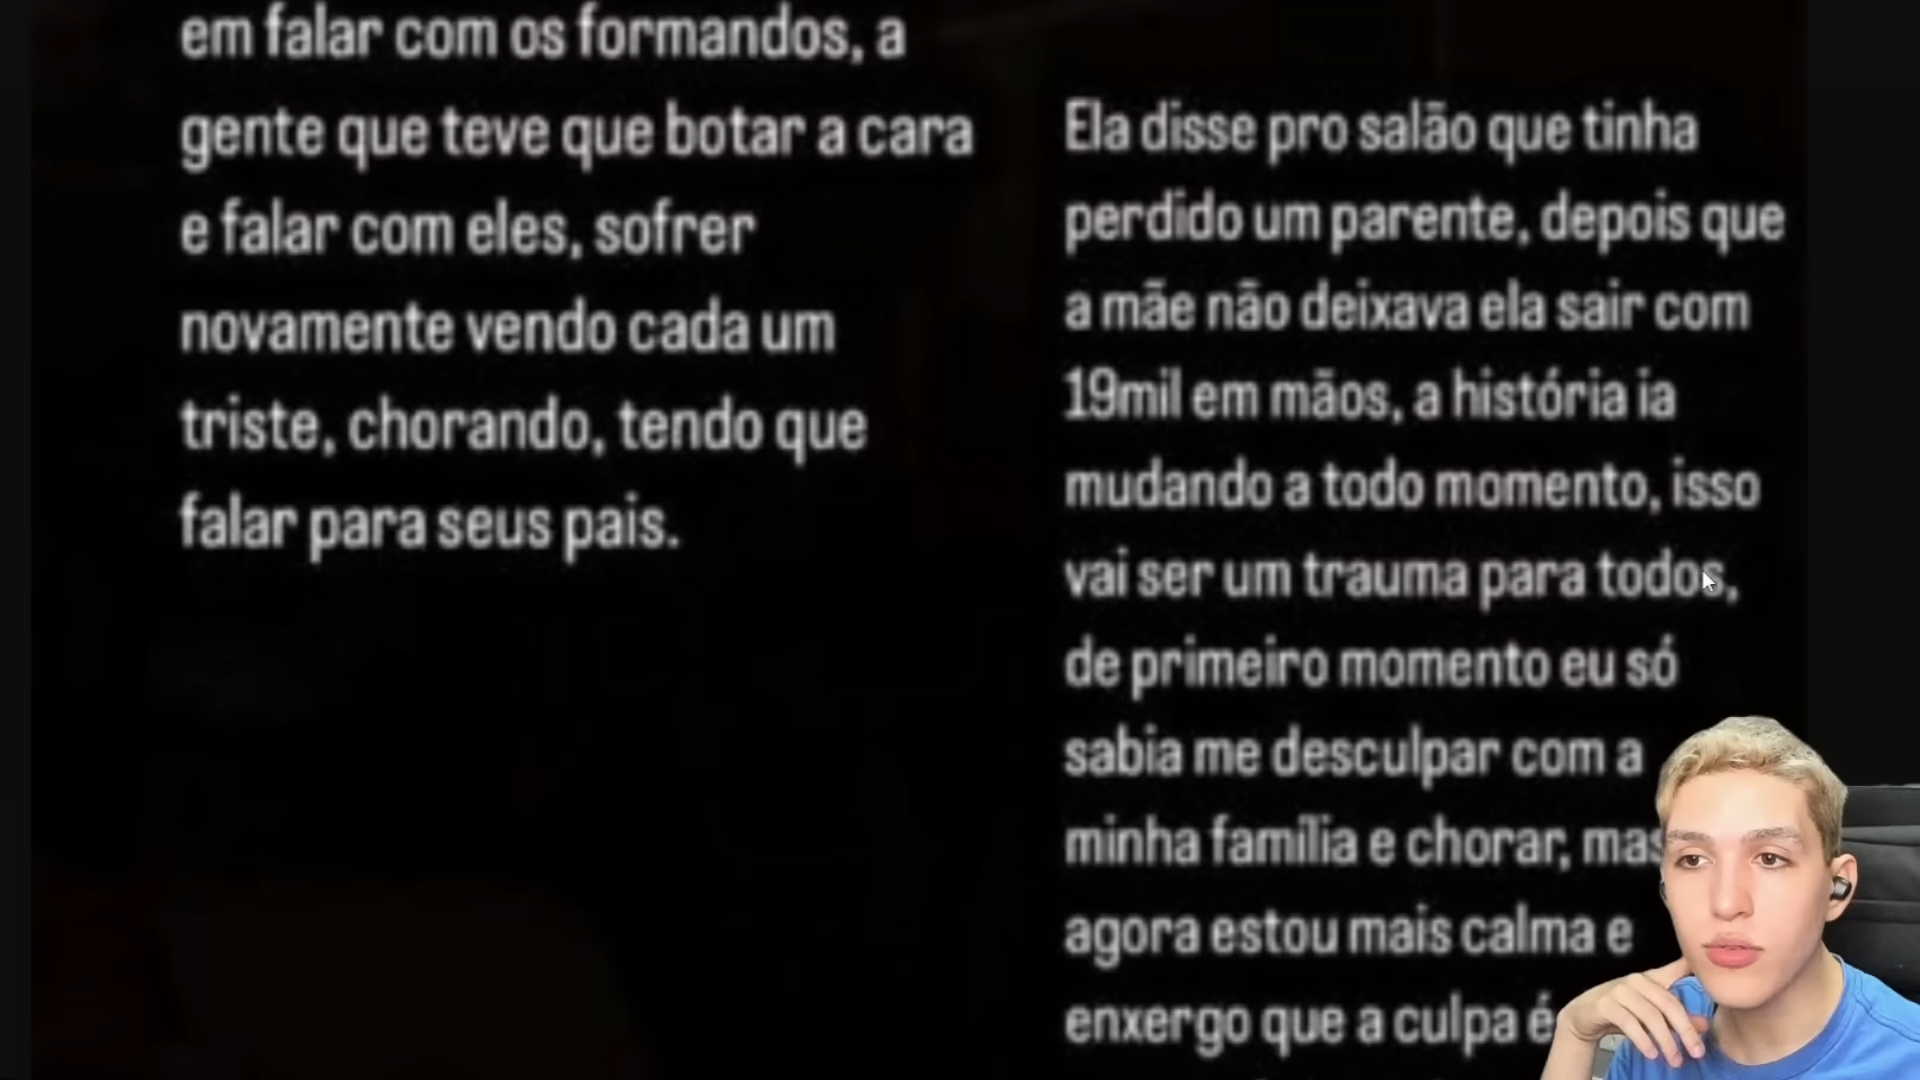 em falar com os formandos, a
gente que teve que botar a cara
e falar com eles, sofrer
novamente vendo cada um
triste, chorando, tendo que
falar para seus pais.
Ela disse pro salão que tinha
perdido um parente, depois que
a mãe não deixava ela sair com
19mil em mãos, a história ia
mudando a todo momento, isso
vai ser um trauma para todos,
de primeiro momento eu só
sabia me desculpar com a
minha família e chorar, mas
agora estou mais calma e
enxergo que a culpa é